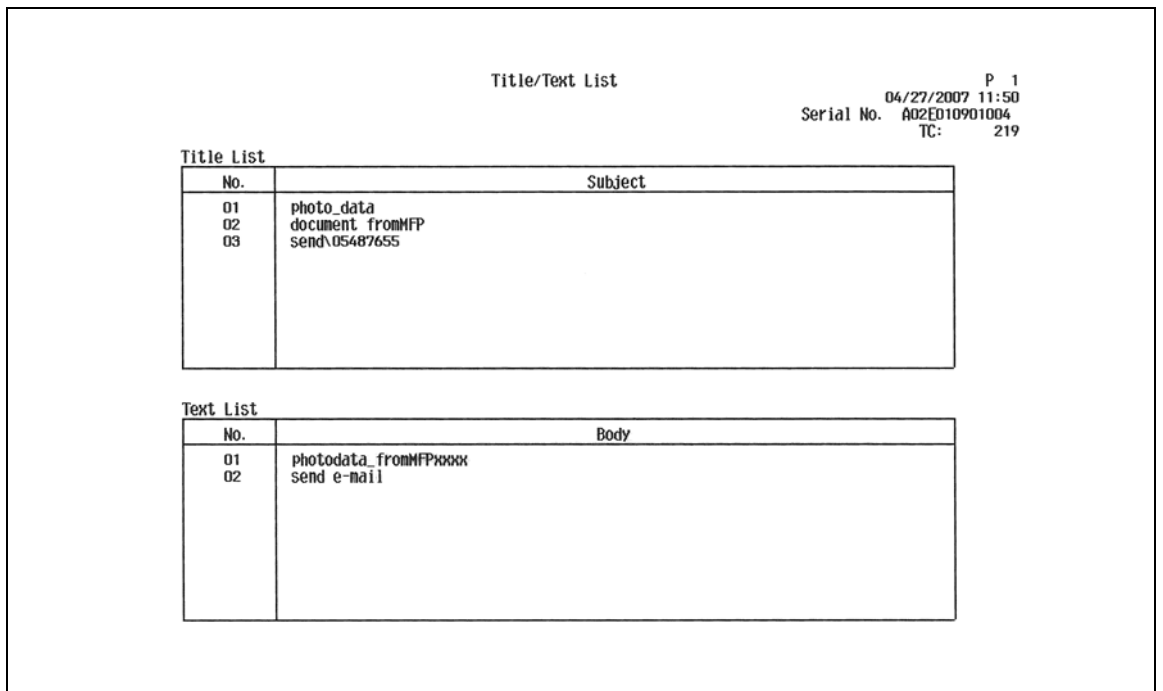 Title/Text List P 1
04/27/2007 11:50
Serial No. A02E010901004
TC: 219
Title List
No. Subject
01 photo_data
02 document fromMFP
03 send\05487655
Text List
No. Body
01 photodata_fromMFPxxxx
02 send e-mail